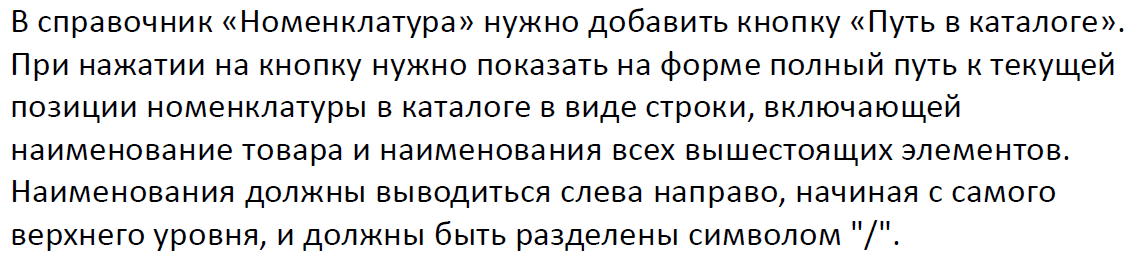 В справочник «Номенклатура» нужно добавить кнопку «Путь в каталоге».
При нажатии на кнопку нужно показать на форме полный путь к текущей
позиции номенклатуры в каталоге в виде строки, включающей
наименование товара и наименования всех вышестоящих элементов.
Наименования должны выводиться слева направо, начиная с самого
верхнего уровня, и должны быть разделены символом "/".